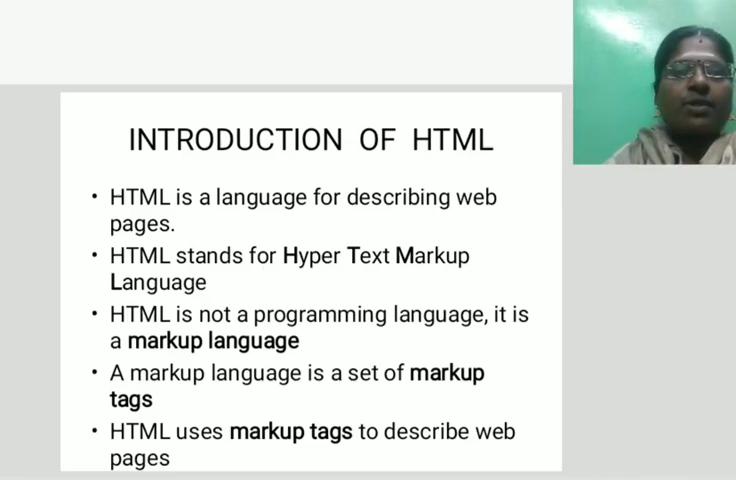 INTRODUCTION OF HTML
• HTML is a language for describing web
pages.
• HTML stands for Hyper Text Markup
Language
• HTML is not a programming language, it is
a markup language
• A markup language is a set of markup
tags
• HTML uses markup tags to describe web
pages